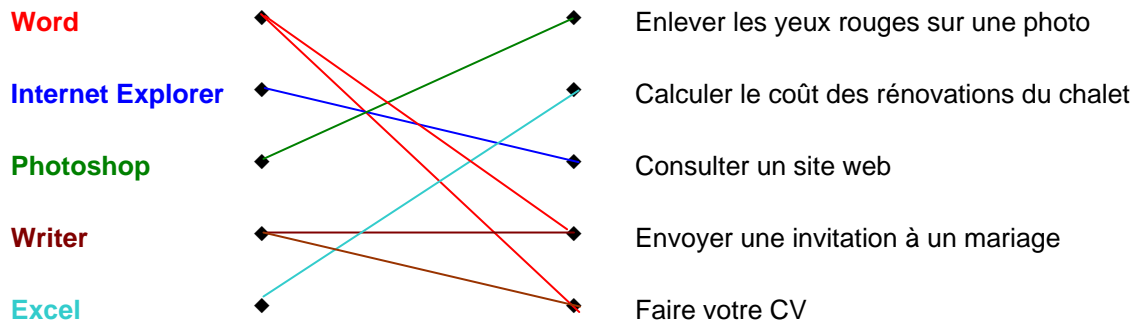 Word Enlever les yeux rouges sur une photo
Internet Explorer Calculer le coût des rénovations du chalet
Photoshop Consulter un site web
Writer Envoyer une invitation à un mariage
Excel Faire votre CV